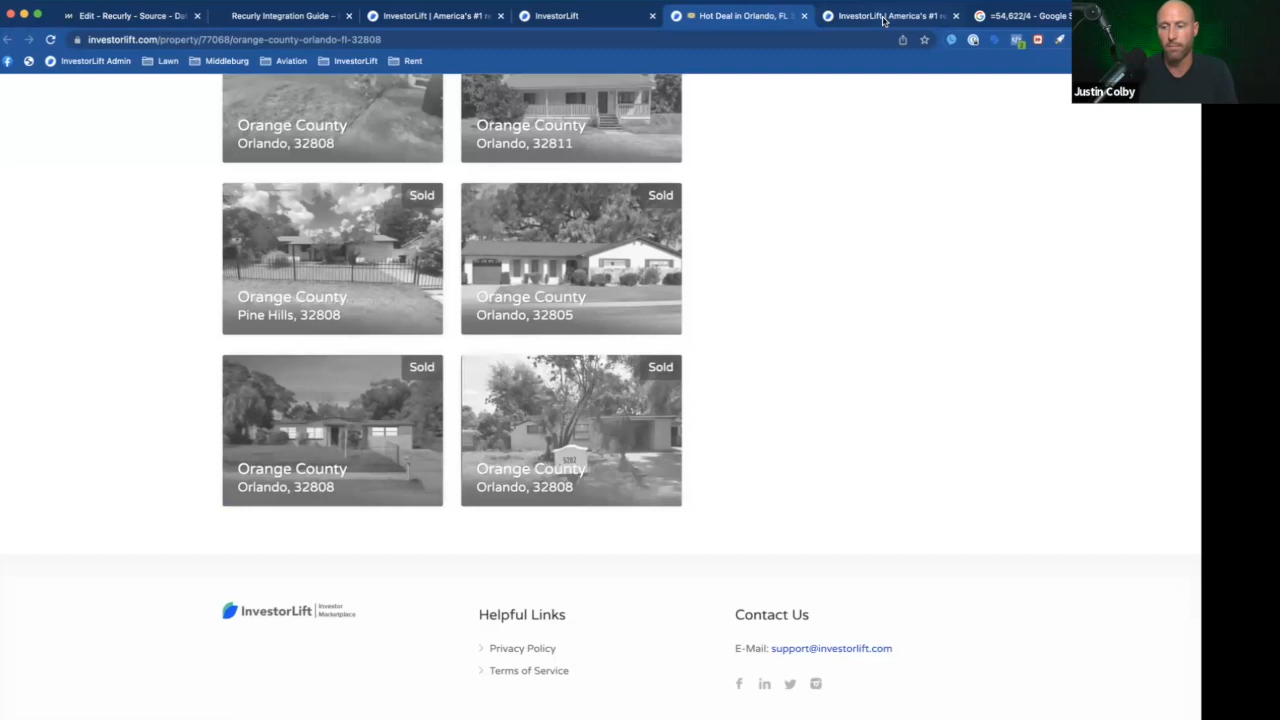 Edit - Recurly - Source - Da
Recurly Integration Guide –
InvestorLift | America's #1 r
InvestorLift
Hot Deal in Orlando, FL
InvestorLift | America's #1 r
=54,622/4 - Google S
investorlift.com/property/77068/orange-county-orlando-fl-32808
InvestorLift Admin
Lawn
Middleburg
Aviation
InvestorLift
Rent
Justin Colby
Orange County
Orlando, 32808
Orange County
Orlando, 32811
Sold
Orange County
Pine Hills, 32808
Sold
Orange County
Orlando, 32805
Sold
Orange County
Orlando, 32808
Sold
5202
Orange County
Orlando, 32808
InvestorLift | Investor
Marketplace
Helpful Links
Privacy Policy
Terms of Service
Contact Us
E-Mail: support@investorlift.com